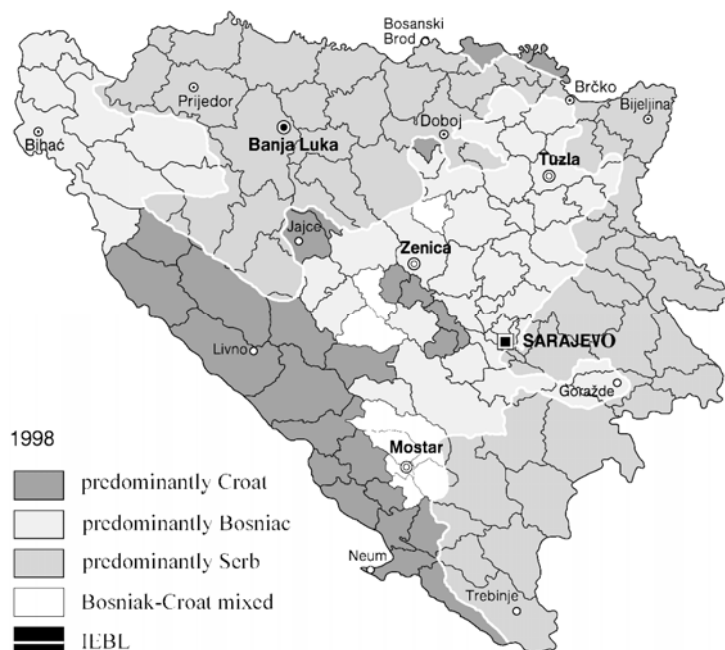 Bosanski
Brod
Brčko
Prijedor
Doboj
Bijeljina
Bihać
Banja Luka
Tuzla
Jajce
Zenica
SARAJEVO
Livno
Goražde
1998
Mostar
predominantly Croat
predominantly Bosniac
predominantly Serb
Neum
Bosniak-Croat mixed
Trebinje
IEBL